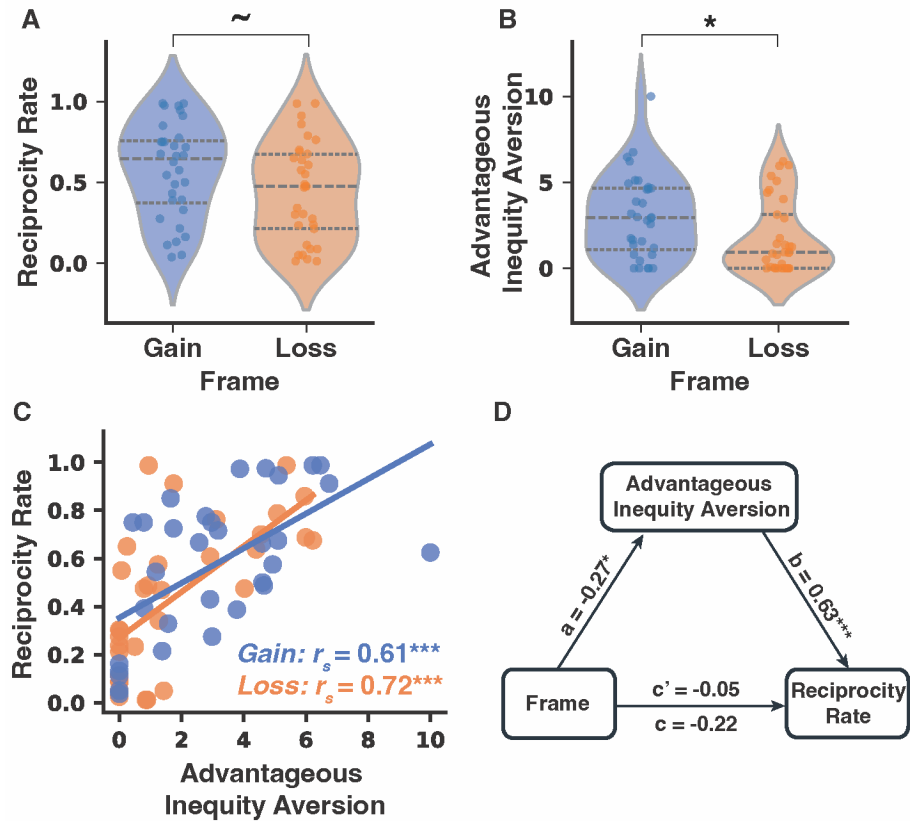 A
~
Reciprocity Rate
1.0
0.5
0.0
Gain
Loss
Frame
B
*
Advantageous
Inequity Aversion
10
5
0
Gain
Loss
Frame
C
Reciprocity Rate
1.0
0.8
0.6
0.4
0.2
0.0
Gain: rs = 0.61***
Loss: rs = 0.72***
0
2
4
6
8
10
Advantageous
Inequity Aversion
D
Advantageous
Inequity Aversion
a = -0.27*
b = 0.63***
Frame
c’ = -0.05
c = -0.22
Reciprocity
Rate